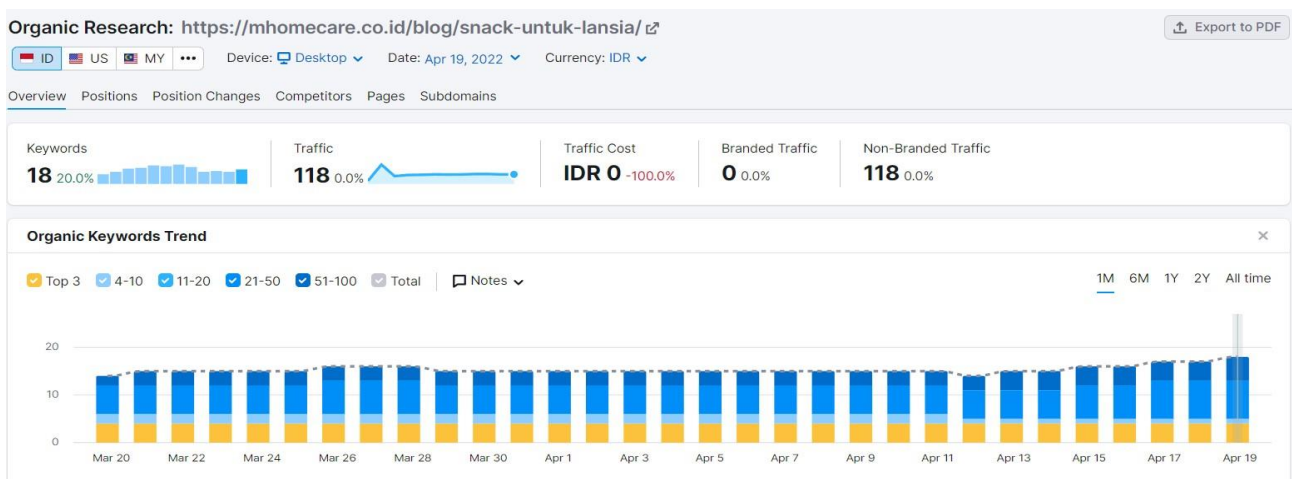 Organic Research: https://mhomecare.co.id/blog/snack-untuk-lansia/
Export to PDF
ID US MY ••• Device: Desktop Date: Apr 19, 2022 Currency: IDR
Overview Positions Position Changes Competitors Pages Subdomains
Keywords Traffic Traffic Cost Branded Traffic Non-Branded Traffic
18 20.0% 118 0.0% IDR 0 -100.0% 0 0.0% 118 0.0%
Organic Keywords Trend
Top 3 4-10 11-20 21-50 51-100 Total Notes 1M 6M 1Y 2Y All time
20
10
0
Mar 20 Mar 22 Mar 24 Mar 26 Mar 28 Mar 30 Apr 1 Apr 3 Apr 5 Apr 7 Apr 9 Apr 11 Apr 13 Apr 15 Apr 17 Apr 19